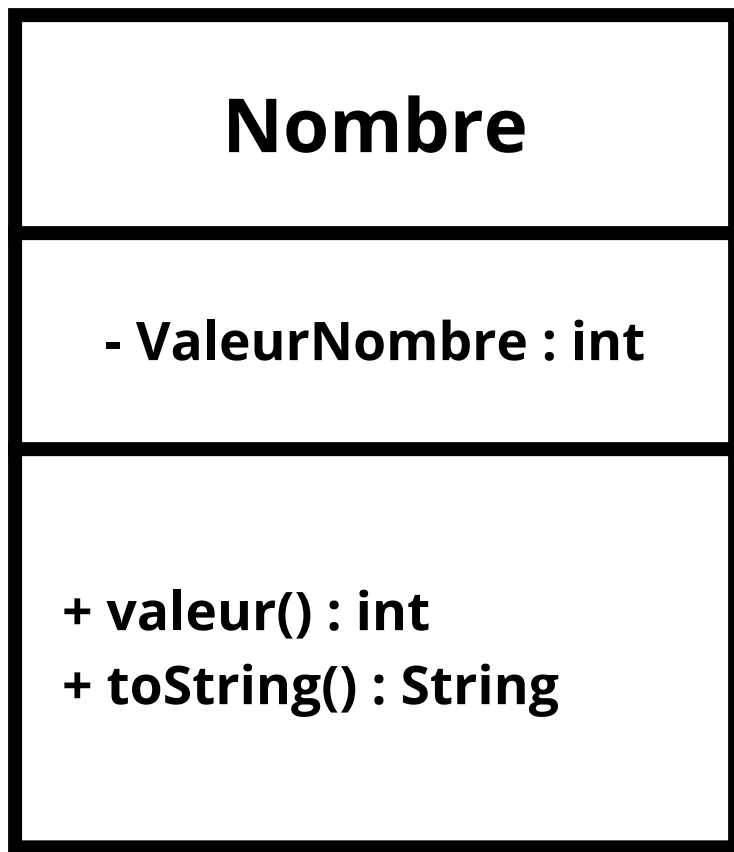 Nombre
- ValeurNombre : int
+ valeur() : int
+ toString() : String